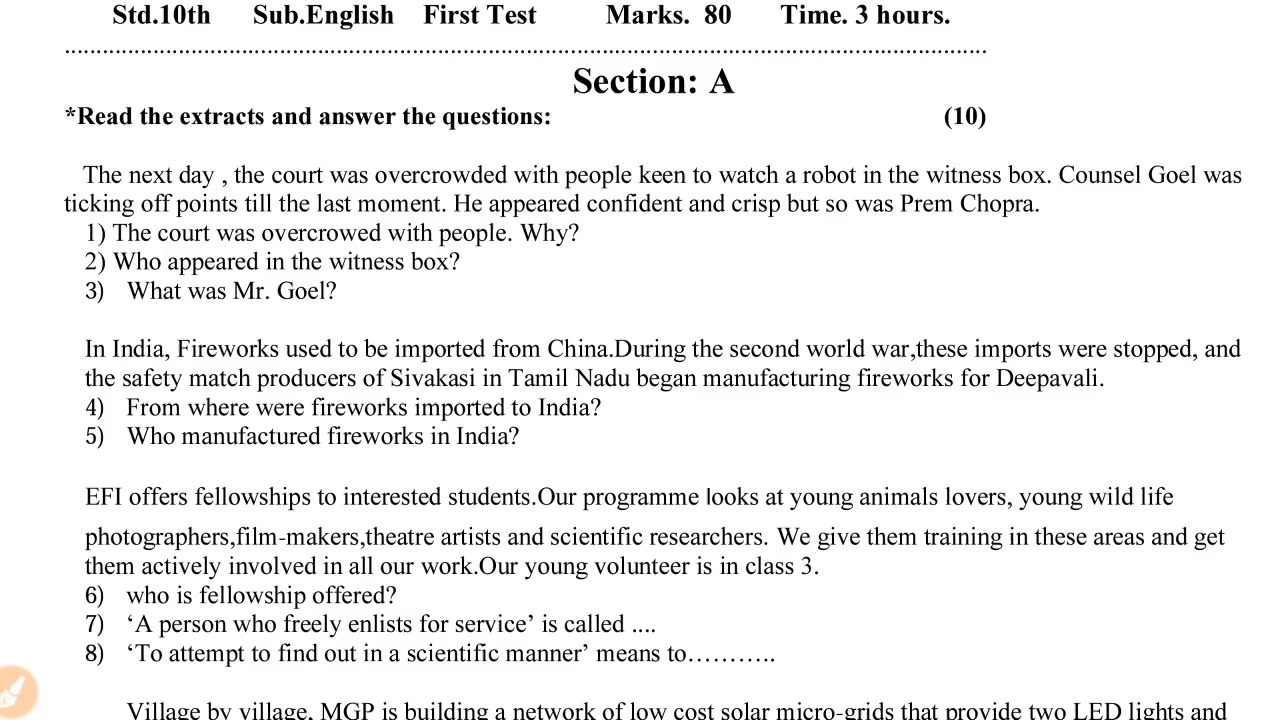 Std.10th Sub.English First Test Marks. 80 Time. 3 hours.
....................................................................................................................................................
Section: A
*Read the extracts and answer the questions: (10)
The next day , the court was overcrowded with people keen to watch a robot in the witness box. Counsel Goel was
ticking off points till the last moment. He appeared confident and crisp but so was Prem Chopra.
1) The court was overcrowed with people. Why?
2) Who appeared in the witness box?
3) What was Mr. Goel?
In India, Fireworks used to be imported from China.During the second world war,these imports were stopped, and
the safety match producers of Sivakasi in Tamil Nadu began manufacturing fireworks for Deepavali.
4) From where were fireworks imported to India?
5) Who manufactured fireworks in India?
EFI offers fellowships to interested students.Our programme looks at young animals lovers, young wild life
photographers,film-makers,theatre artists and scientific researchers. We give them training in these areas and get
them actively involved in all our work.Our young volunteer is in class 3.
6) who is fellowship offered?
7) ‘A person who freely enlists for service’ is called ....
8) ‘To attempt to find out in a scientific manner’ means to………..
Village by village, MGP is building a network of low cost solar micro-grids that provide two LED lights and